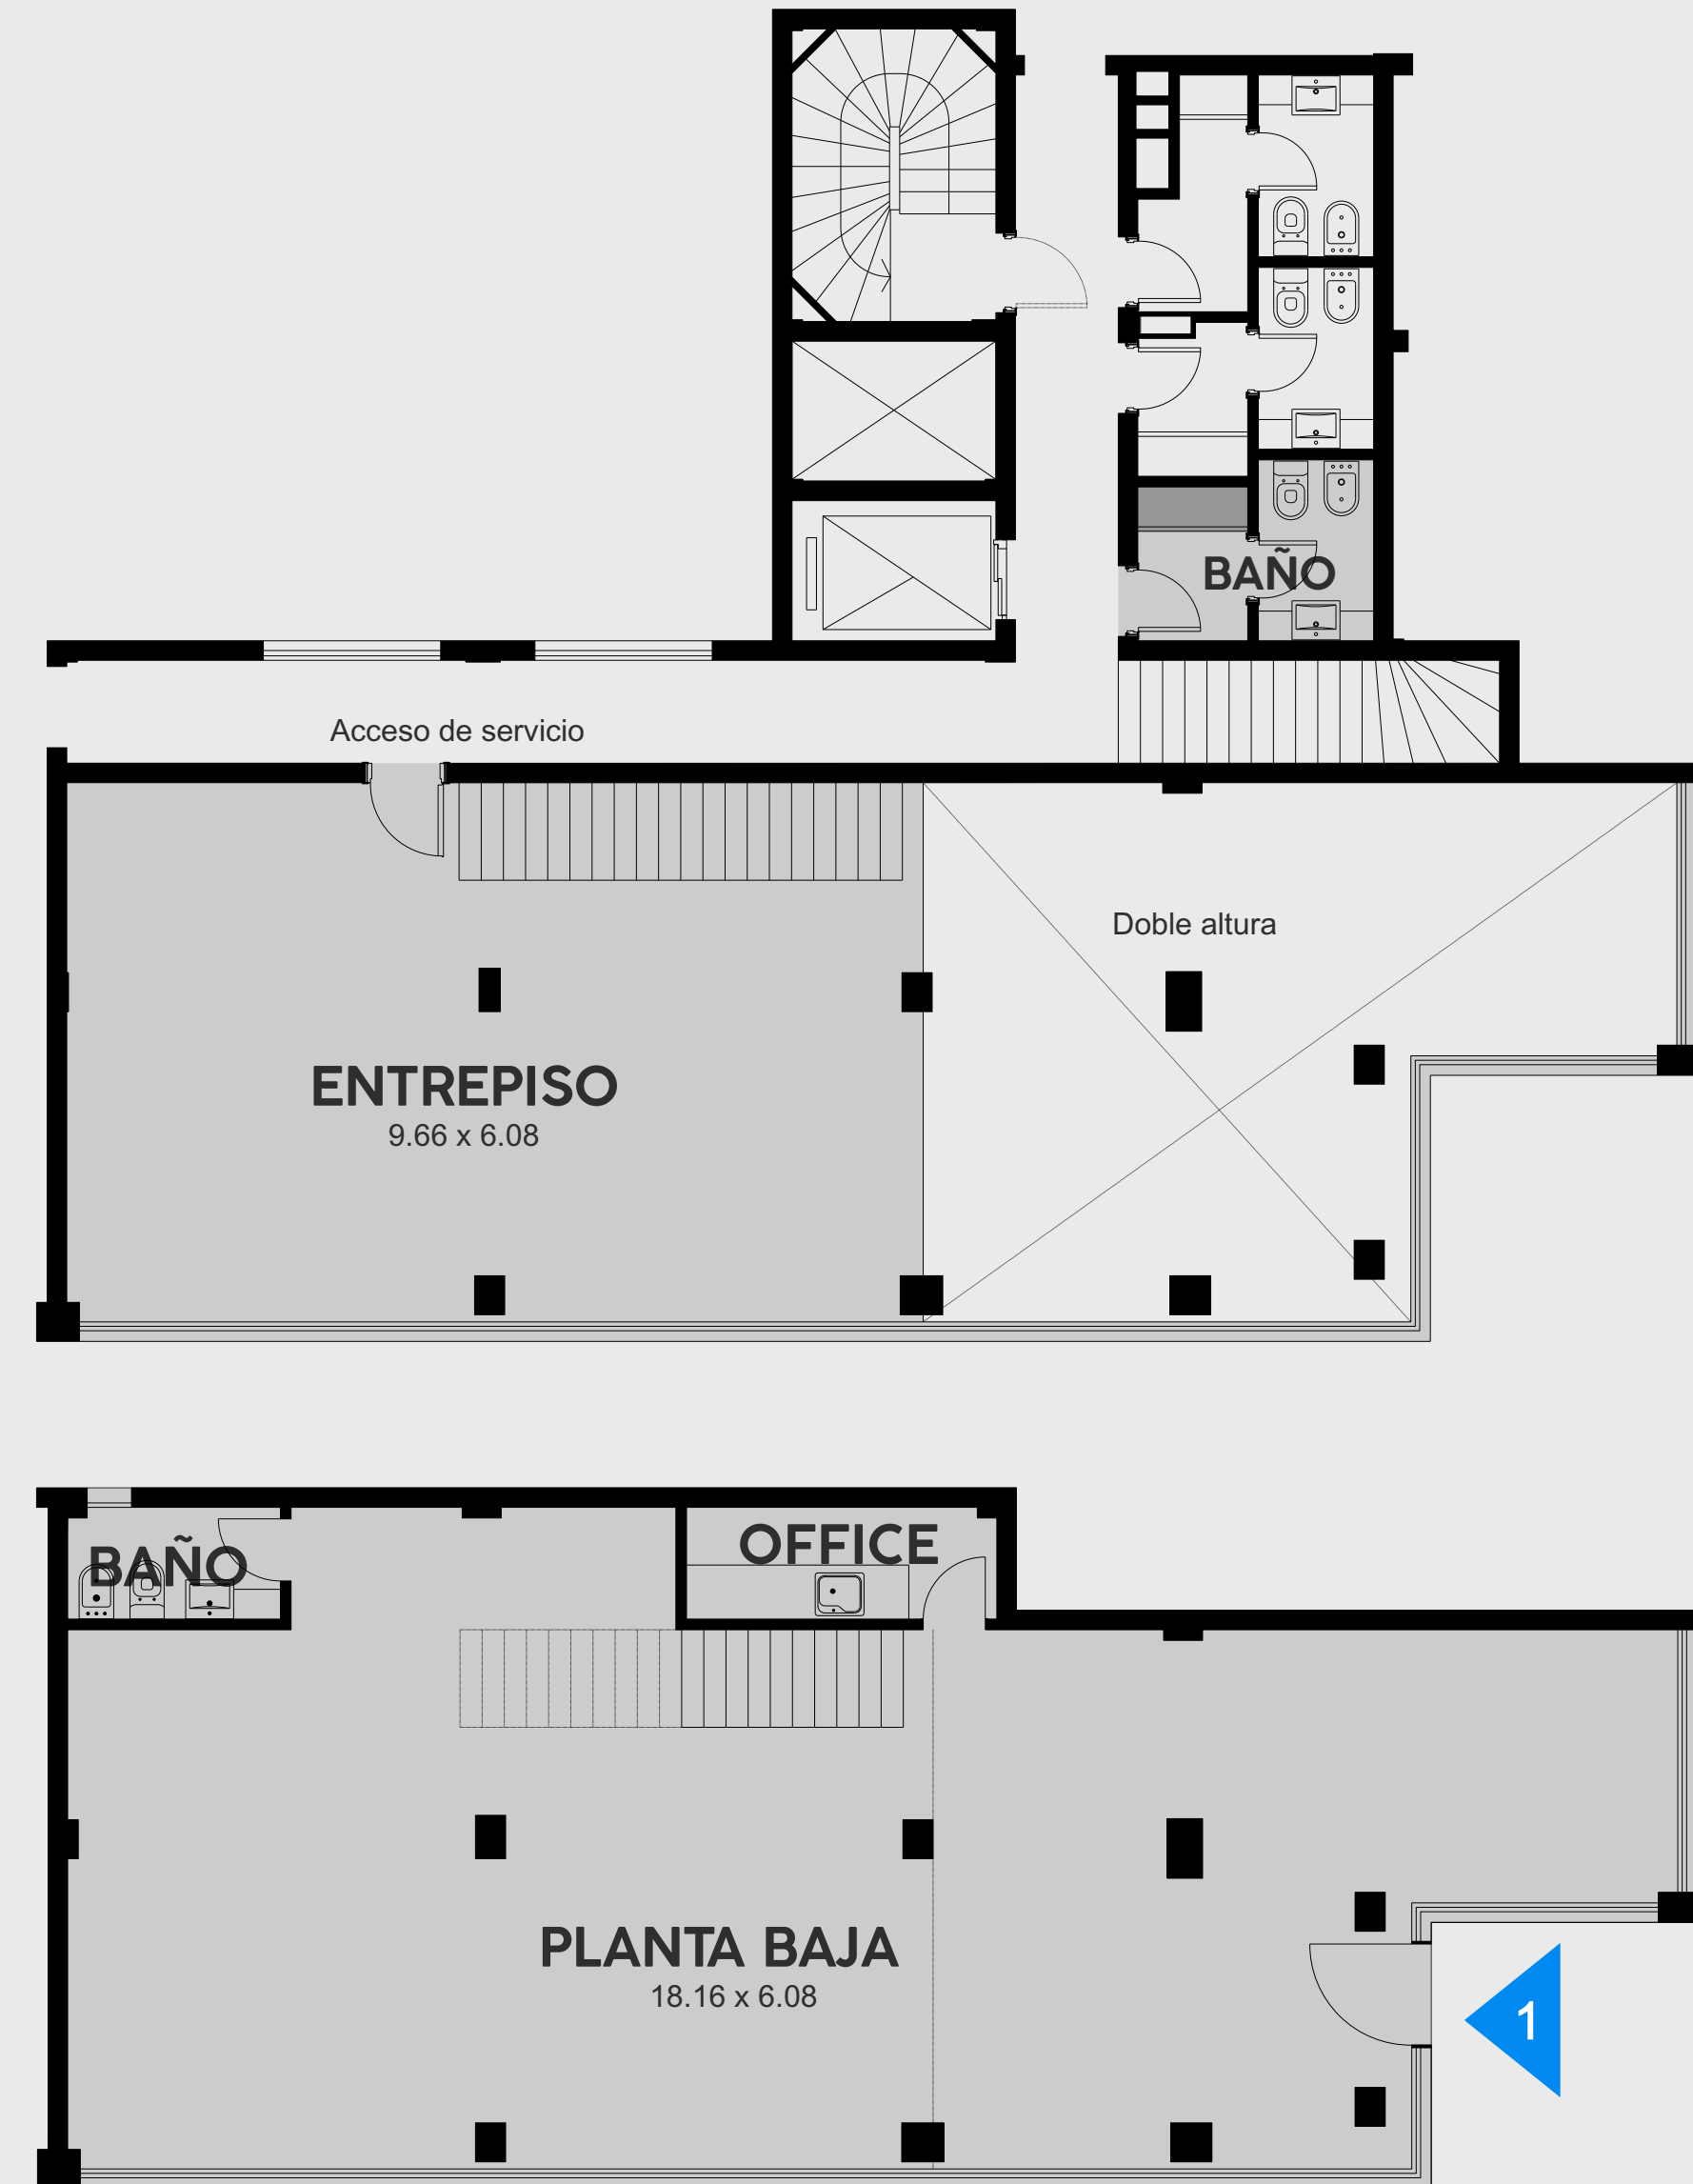 BAÑO
Acceso de servicio
Doble altura
ENTREPISO
9.66 x 6.08
BAÑO
OFFICE
PLANTA BAJA
18.16 x 6.08
1